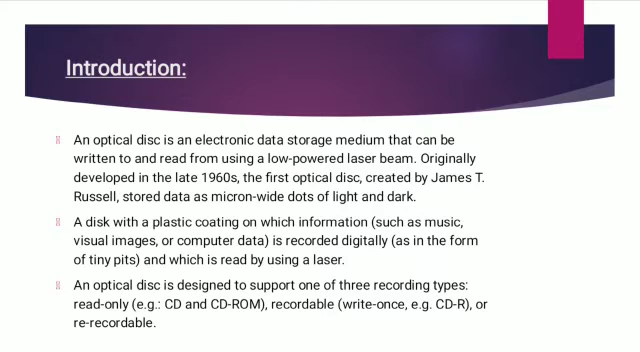 Introduction:
An optical disc is an electronic data storage medium that can be
written to and read from using a low-powered laser beam. Originally
developed in the late 1960s, the first optical disc, created by James T.
Russell, stored data as micron-wide dots of light and dark.
A disk with a plastic coating on which information (such as music,
visual images, or computer data) is recorded digitally (as in the form
of tiny pits) and which is read by using a laser.
An optical disc is designed to support one of three recording types:
read-only (e.g.: CD and CD-ROM), recordable (write-once, e.g. CD-R), or
re-recordable.